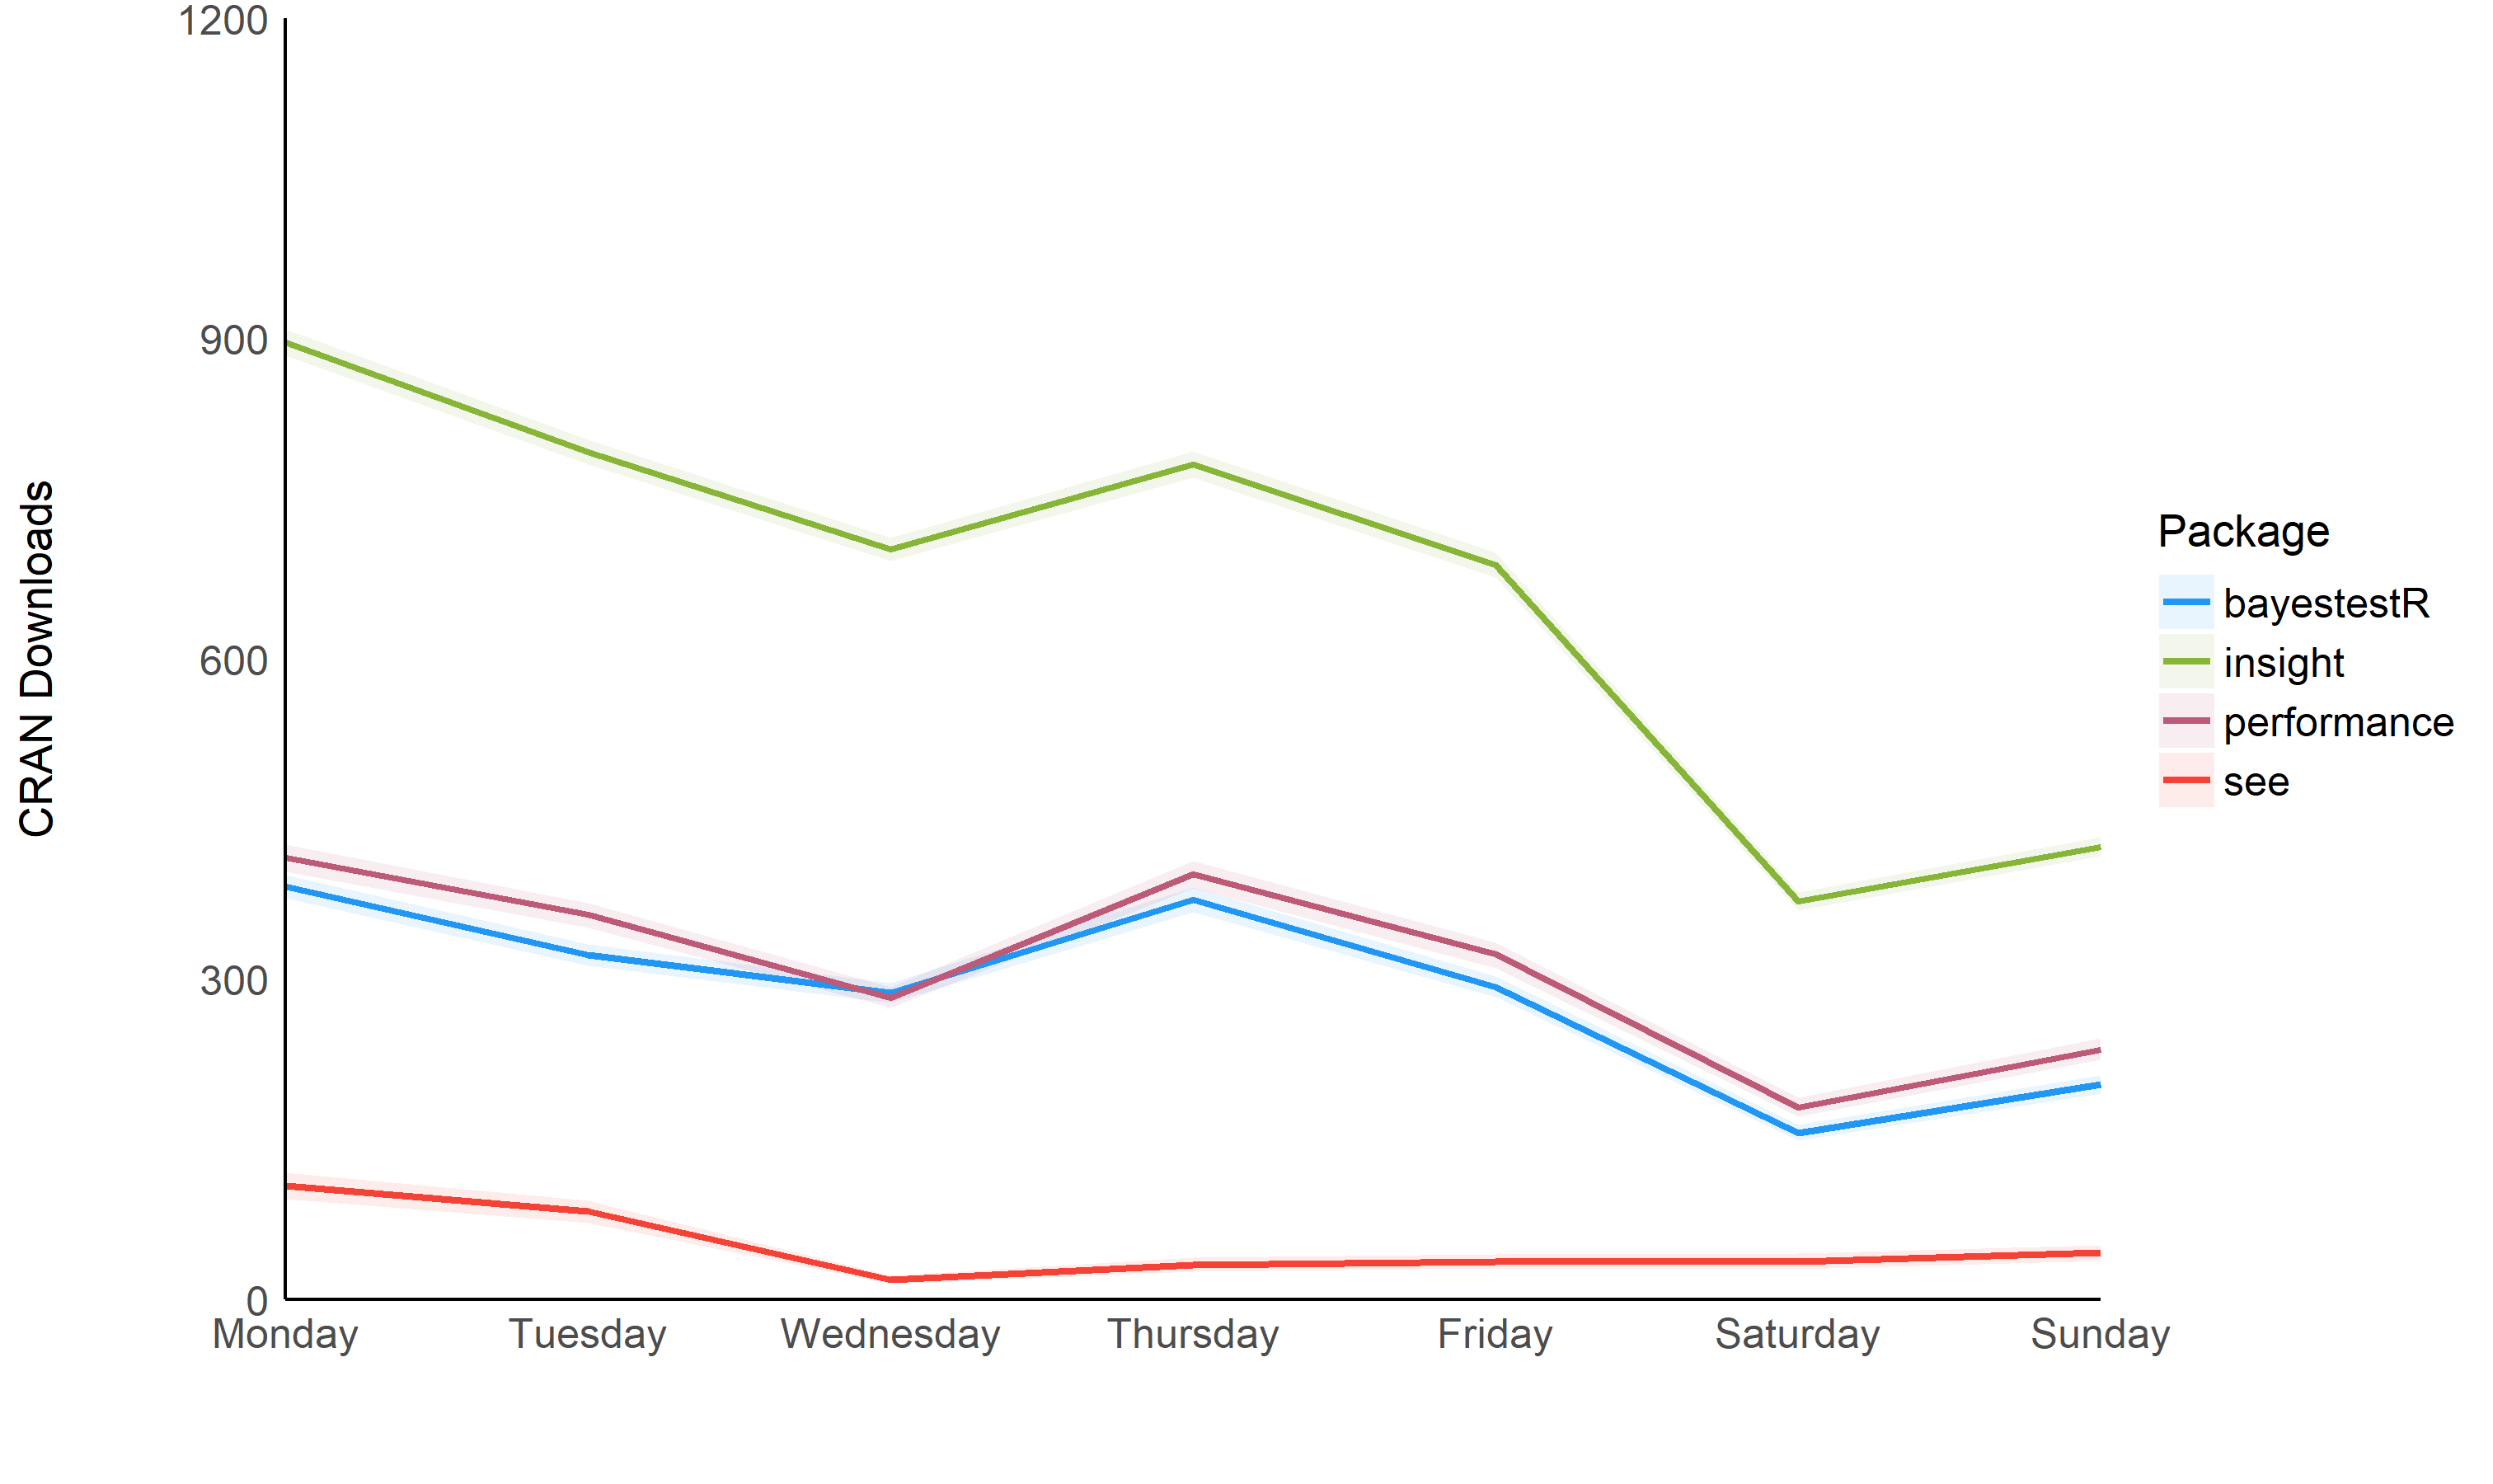 CRAN Downloads
1200
900
600
300
0
Monday Tuesday Wednesday Thursday Friday Saturday Sunday
Package
bayestestR
insight
performance
see